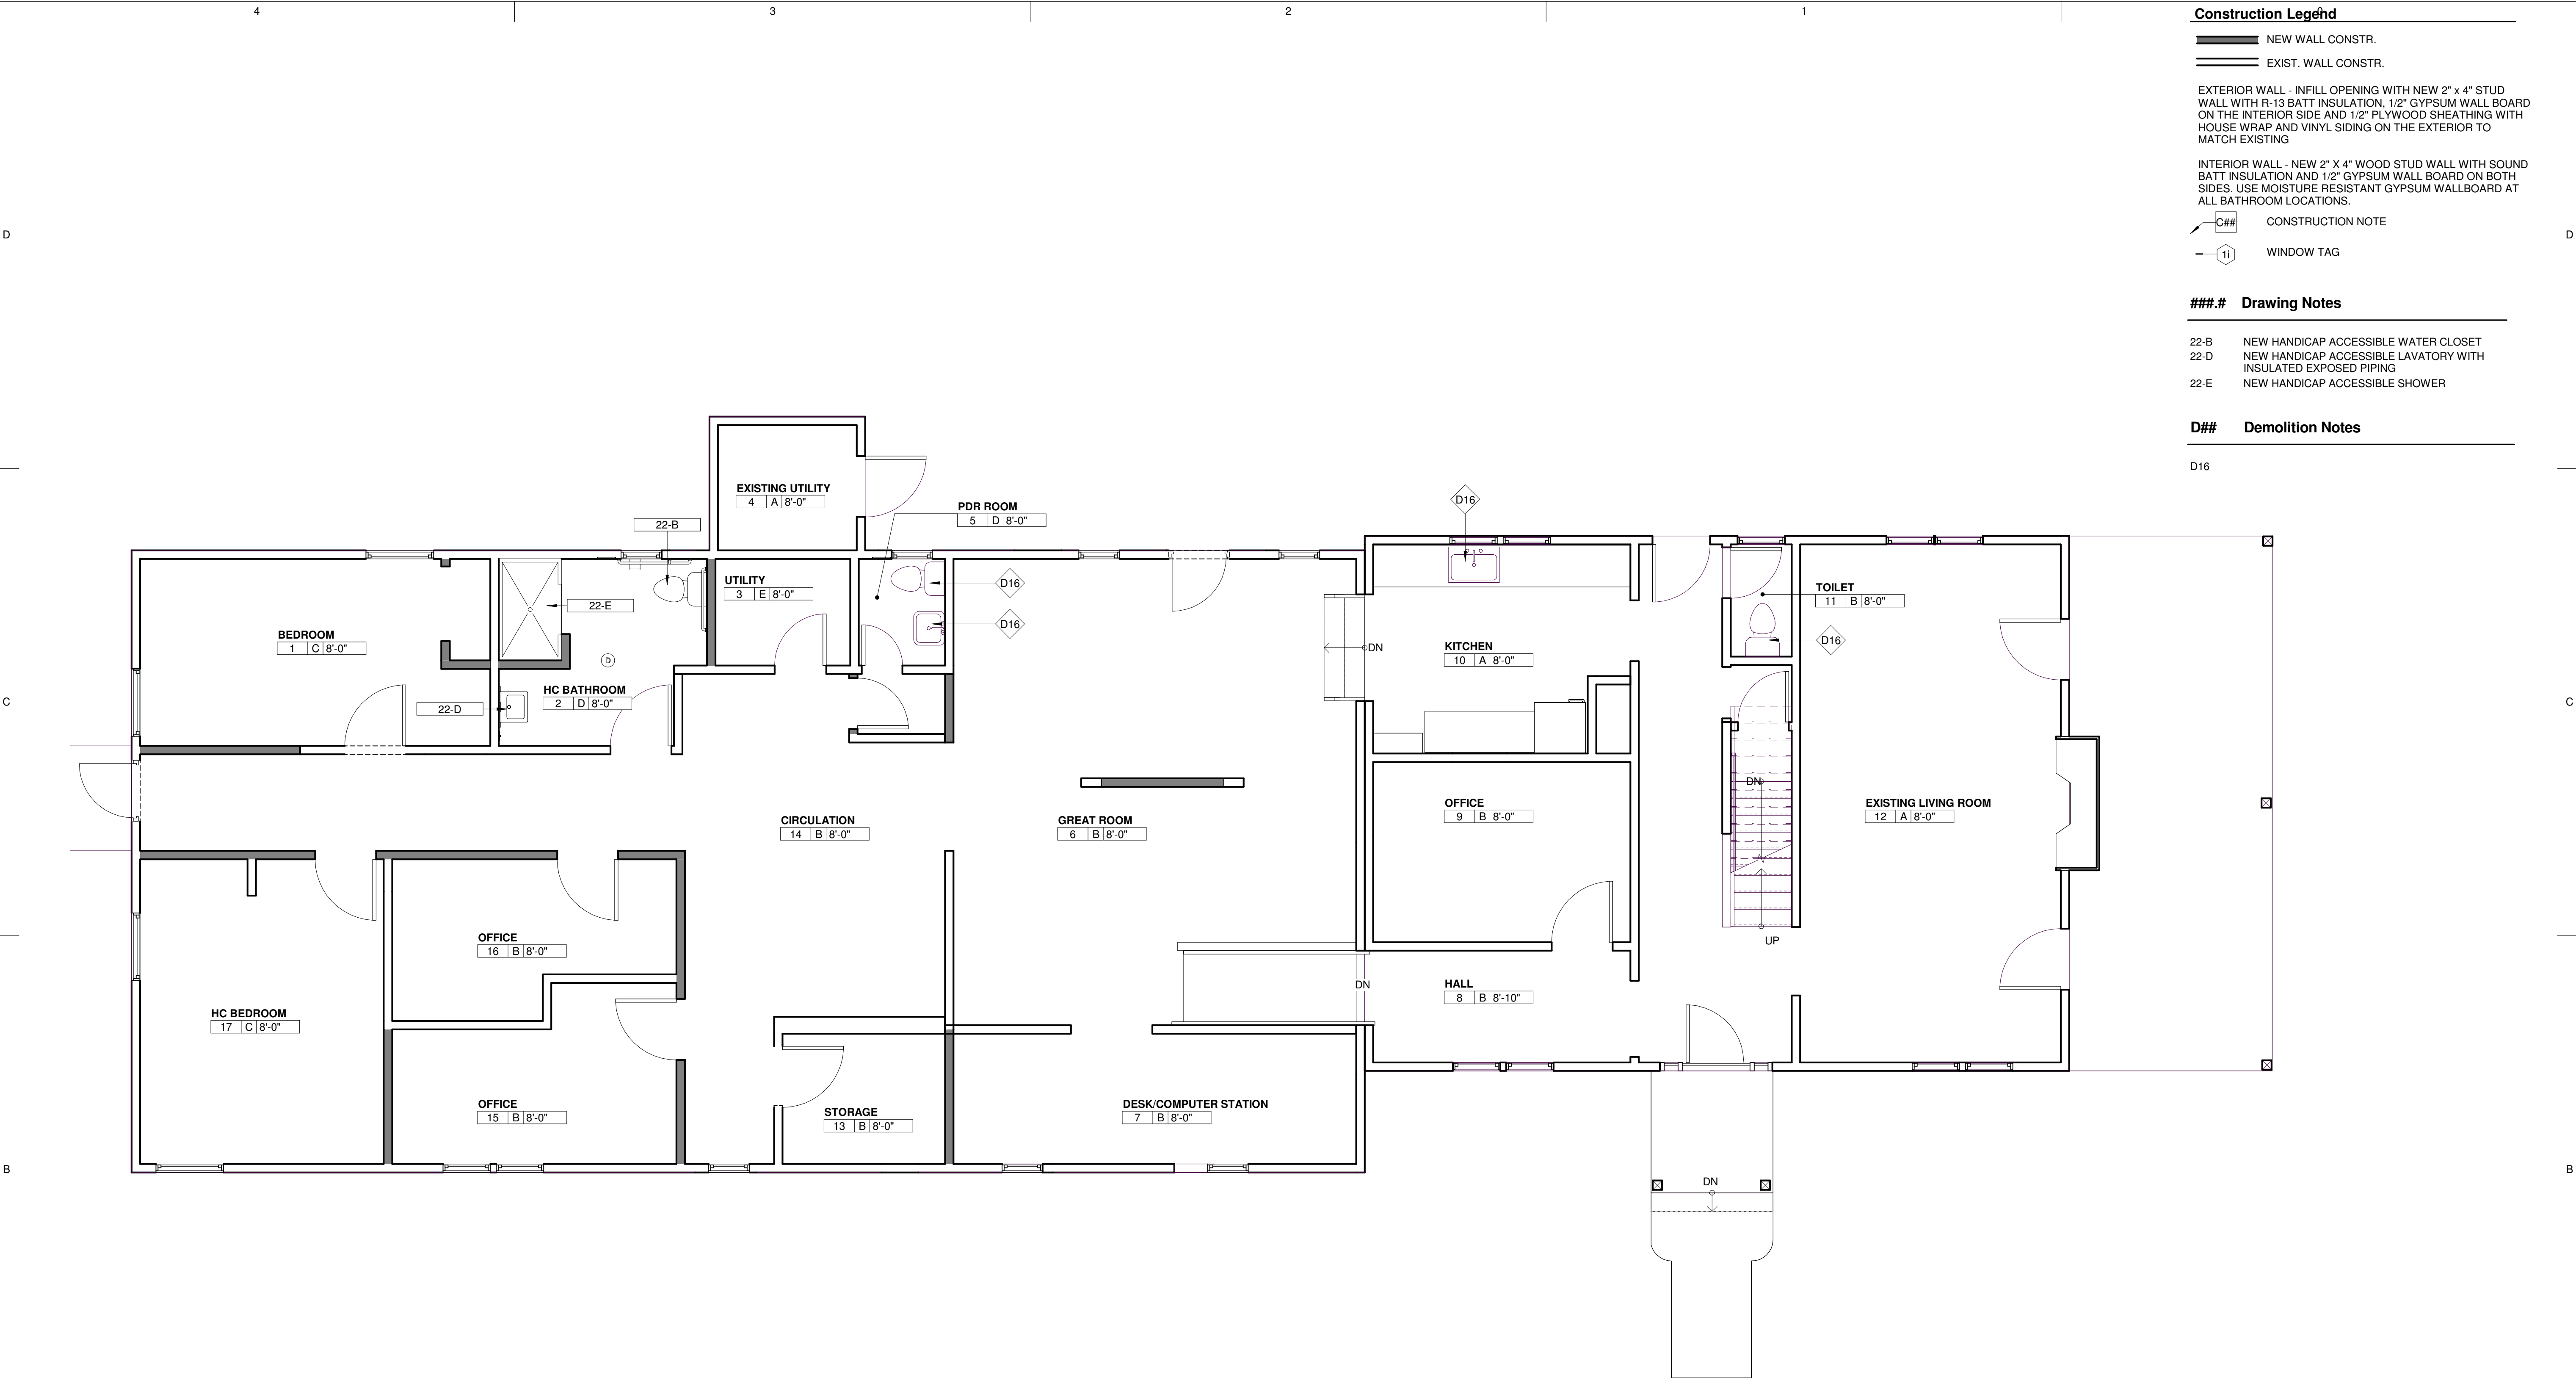 4
3
2
1
0
Construction Legend
NEW WALL CONSTR.
EXIST. WALL CONSTR.
EXTERIOR WALL - INFILL OPENING WITH NEW 2" x 4" STUD
WALL WITH R-13 BATT INSULATION, 1/2" GYPSUM WALL BOARD
ON THE INTERIOR SIDE AND 1/2" PLYWOOD SHEATHING WITH
HOUSE WRAP AND VINYL SIDING ON THE EXTERIOR TO
MATCH EXISTING
INTERIOR WALL - NEW 2" X 4" WOOD STUD WALL WITH SOUND
BATT INSULATION AND 1/2" GYPSUM WALL BOARD ON BOTH
SIDES. USE MOISTURE RESISTANT GYPSUM WALLBOARD AT
ALL BATHROOM LOCATIONS.
C## CONSTRUCTION NOTE
1i WINDOW TAG
D
D
###.# Drawing Notes
22-B NEW HANDICAP ACCESSIBLE WATER CLOSET
22-D NEW HANDICAP ACCESSIBLE LAVATORY WITH
INSULATED EXPOSED PIPING
22-E NEW HANDICAP ACCESSIBLE SHOWER
D## Demolition Notes
D16
EXISTING UTILITY
4 A 8'-0"
PDR ROOM
5 D 8'-0"
D16
22-B
UTILITY
3 E 8'-0"
D16
D16
22-E
TOILET
11 B 8'-0"
D16
BEDROOM
1 C 8'-0"
D
DN
KITCHEN
10 A 8'-0"
HC BATHROOM
2 D 8'-0"
22-D
C
C
DN
CIRCULATION
14 B 8'-0"
GREAT ROOM
6 B 8'-0"
OFFICE
9 B 8'-0"
EXISTING LIVING ROOM
12 A 8'-0"
UP
OFFICE
16 B 8'-0"
DN
HALL
8 B 8'-10"
HC BEDROOM
17 C 8'-0"
OFFICE
15 B 8'-0"
STORAGE
13 B 8'-0"
DESK/COMPUTER STATION
7 B 8'-0"
B
B
DN